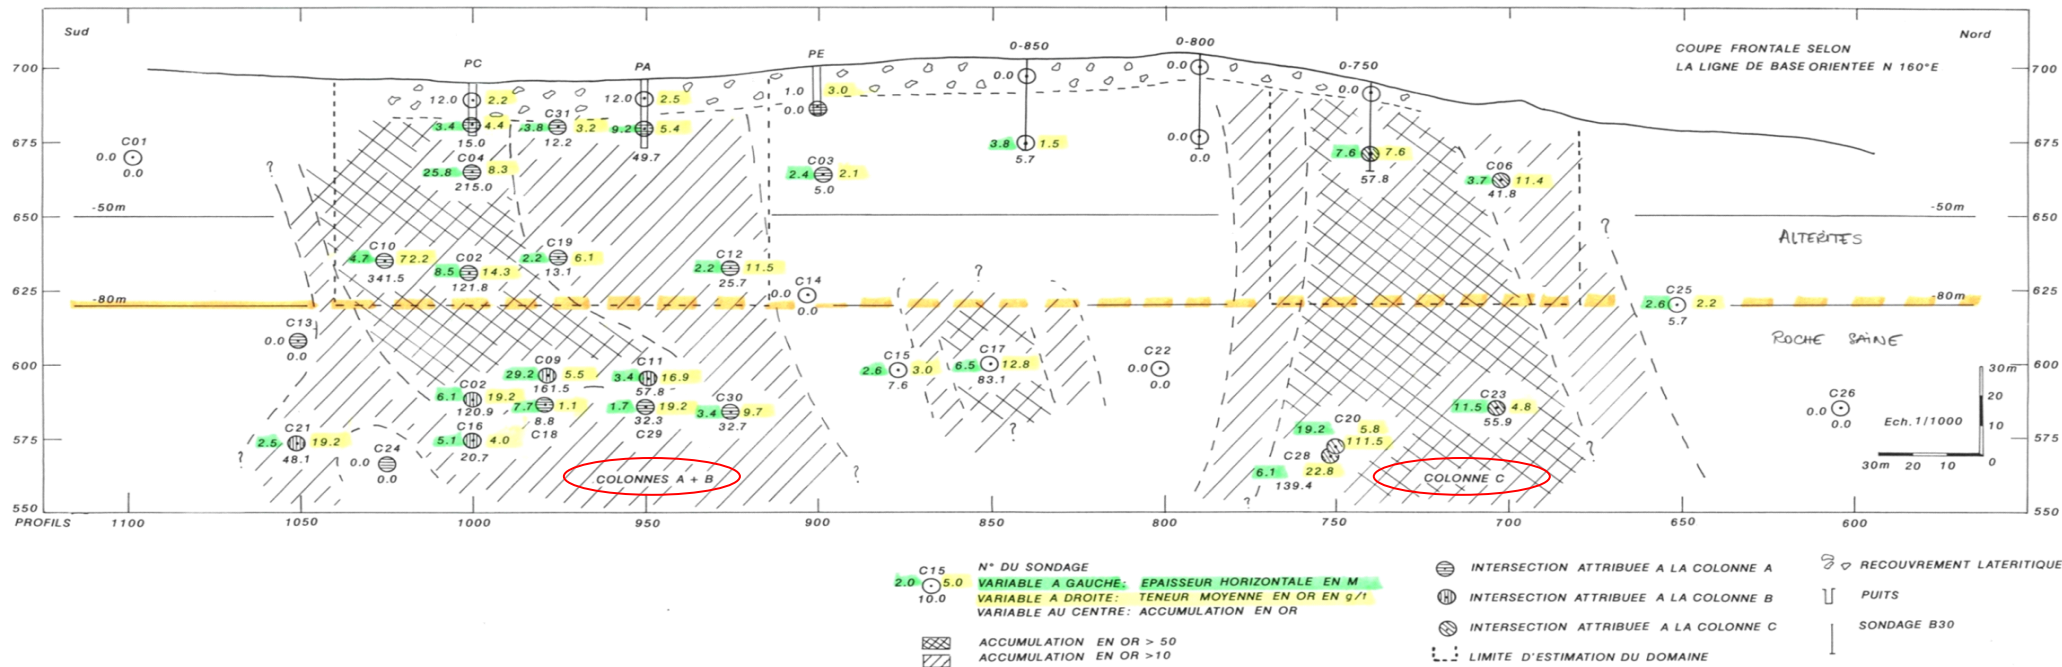 Sud
Nord
COUPE FRONTALE SELON
LA LIGNE DE BASE ORIENTEE N 160°E
PC
PA
PE
0-850
0-800
0-750
700
675
650
625
600
575
550
700
675
650
625
600
575
550
12.0 2.2
3.4 4.4
15.0
C31
3.8 3.2
12.2
12.0 2.5
9.2 5.4
49.7
1.0 3.0
0.0
0.0
3.8 1.5
5.7
0.0
0.0
0.0
0.0
7.6 7.6
57.8
C01
0.0
0.0
C04
25.8 8.3
215.0
C03
2.4 2.1
5.0
C06
3.7 11.4
41.8
-50m
-50m
ALTERITES
C10
4.7 72.2
341.5
C02
8.5 14.3
121.8
C19
2.2 6.1
13.1
C12
2.2 11.5
25.7
C14
0.0
0.0
C25
2.6 2.2
5.7
-80m
-80m
ROCHE SAINE
C13
0.0
0.0
C09
29.2 5.5
161.5
C11
3.4 16.9
57.8
C15
2.6 3.0
7.6
C17
6.5 12.8
83.1
C22
0.0
0.0
C02
6.1 19.2
120.9
7.7 1.1
8.8
C18
1.7 19.2
32.3
C29
C30
3.4 9.7
32.7
C23
11.5 4.8
55.9
C26
0.0
0.0
C21
2.5 19.2
48.1
C24
0.0
0.0
C16
5.1 4.0
20.7
C20
19.2 5.8
111.5
C28
6.1 22.8
139.4
COLONNES A + B
COLONNE C
? ? ? ? ? ? ? ? ? ?
Ech.1/1000
30m
20
10
0
30m 20 10
PROFILS 1100 1050 1000 950 900 850 800 750 700 650 600
C15
2.0 5.0
10.0
N° DU SONDAGE
VARIABLE A GAUCHE: EPAISSEUR HORIZONTALE EN M
VARIABLE A DROITE: TENEUR MOYENNE EN OR EN g/t
VARIABLE AU CENTRE: ACCUMULATION EN OR
ACCUMULATION EN OR > 50
ACCUMULATION EN OR >10
INTERSECTION ATTRIBUEE A LA COLONNE A
INTERSECTION ATTRIBUEE A LA COLONNE B
INTERSECTION ATTRIBUEE A LA COLONNE C
LIMITE D'ESTIMATION DU DOMAINE
RECOUVREMENT LATERITIQUE
PUITS
SONDAGE B30